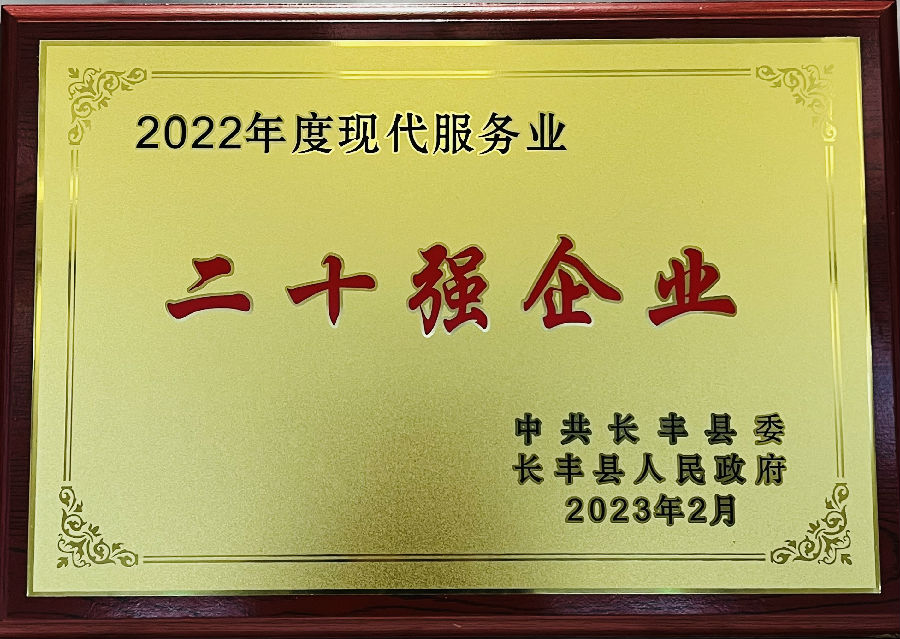 2022年度现代服务业
二十强企业
中共长丰县委
长丰县人民政府
2023年2月